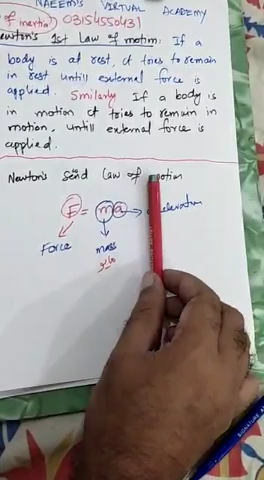 NAEEM'S VIRTUAL ACADEMY
of inertia) 03154550431
Newton's 1st Law of motion: If a
body is at rest, it tries to remain
in rest untill external force is
applied. Smilarly If a body is
in motion it tries to remain in
motion, untill external force is
applied.
Newton's Law of motion
F = ma → acceleration
Force mass